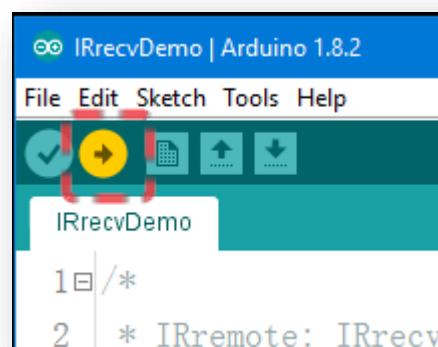 IRrecvDemo | Arduino 1.8.2
File Edit Sketch Tools Help
IRrecvDemo
1 /*
2 * IRremote: IRrecv